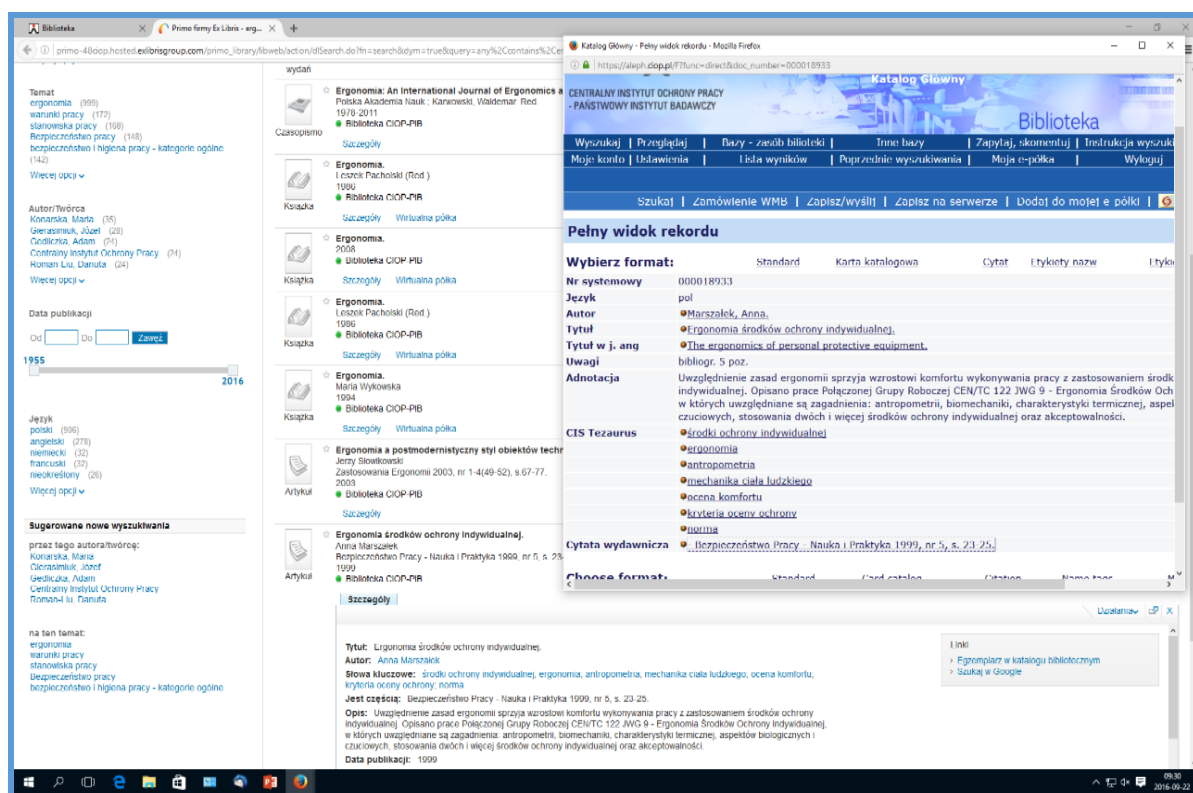 Biblioteka
Primo firmy Ex Libris - erg...
primo-48ciop.hosted.exlibrisgroup.com/primo_library/libweb/action/dlSearch.do?fn=search&dym=true&query=any%2Ccontains%2Cer
Temat
ergonomia (999)
warunki pracy (172)
stanowiska pracy (168)
Bezpieczeństwo pracy (148)
bezpieczeństwo i higiena pracy - kategorie ogólne
(142)
Więcej opcji
Autor/Twórca
Konarska, Maria (35)
Gierasimiuk, Józef (28)
Gedliczka, Adam (24)
Centralny Instytut Ochrony Pracy (24)
Roman-Liu, Danuta (24)
Więcej opcji
Data publikacji
Od Do Zawęź
1955
2016
Język
polski (906)
angielski (278)
niemiecki (32)
francuski (32)
nieokreślony (26)
Więcej opcji
Sugerowane nowe wyszukiwania
przez tego autora/twórcę:
Konarska, Maria
Gierasimiuk, Józef
Gedliczka, Adam
Centralny Instytut Ochrony Pracy
Roman-Liu, Danuta
na ten temat:
ergonomia
warunki pracy
stanowiska pracy
Bezpieczeństwo pracy
bezpieczeństwo i higiena pracy - kategorie ogólne
wydań
Ergonomia: An International Journal of Ergonomics a
Polska Akademia Nauk ; Karwowski, Waldemar. Red.
1978-2011
Biblioteka CIOP-PIB
Czasopismo
Szczegóły
Ergonomia.
Leszek Pacholski (Red.)
1986
Biblioteka CIOP-PIB
Książka
Szczegóły Wirtualna półka
Ergonomia.
2008
Biblioteka CIOP-PIB
Książka
Szczegóły Wirtualna półka
Ergonomia.
Leszek Pacholski (Red.)
1986
Biblioteka CIOP-PIB
Książka
Szczegóły Wirtualna półka
Ergonomia.
Maria Wykowska
1994
Biblioteka CIOP-PIB
Książka
Szczegóły Wirtualna półka
Ergonomia a postmodernistyczny styl obiektów techn
Jerzy Słowikowski
Zastosowania Ergonomii 2003, nr 1-4(49-52), s.67-77.
2003
Biblioteka CIOP-PIB
Artykuł
Szczegóły
Ergonomia środków ochrony indywidualnej.
Anna Marszałek
Bezpieczeństwo Pracy - Nauka i Praktyka 1999, nr 5, s. 23-
1999
Biblioteka CIOP-PIB
Artykuł
Szczegóły
Działania
Tytuł: Ergonomia środków ochrony indywidualnej.
Autor: Anna Marszałek
Słowa kluczowe: środki ochrony indywidualnej; ergonomia; antropometria; mechanika ciała ludzkiego; ocena komfortu;
kryteria oceny ochrony; norma
Jest częścią: Bezpieczeństwo Pracy - Nauka i Praktyka 1999, nr 5, s. 23-25.
Opis: Uwzględnienie zasad ergonomii sprzyja wzrostowi komfortu wykonywania pracy z zastosowaniem środków ochrony
indywidualnej. Opisano prace Połączonej Grupy Roboczej CEN/TC 122 JWG 9 - Ergonomia Środków Ochrony Indywidualnej,
w których uwzględniane są zagadnienia: antropometrii, biomechaniki, charakterystyki termicznej, aspektów biologicznych i
czuciowych, stosowania dwóch i więcej środków ochrony indywidualnej oraz akceptowalności.
Data publikacji: 1999
Linki
Egzemplarz w katalogu bibliotecznym
Szukaj w Google
Katalog Główny - Pełny widok rekordu - Mozilla Firefox
https://aleph.ciop.pl/F?func=direct&doc_number=000018933
Katalog Główny
CENTRALNY INSTYTUT OCHRONY PRACY
- PAŃSTWOWY INSTYTUT BADAWCZY
Biblioteka
Wyszukaj | Przeglądaj | Bazy - zasób bilioteki | Inne bazy | Zapytaj, skomentuj | Instrukcja wyszuki
Moje konto | Ustawienia | Lista wyników | Poprzednie wyszukiwania | Moja e-półka | Wyloguj
Szukaj | Zamówienie WMB | Zapisz/wyślij | Zapisz na serwerze | Dodaj do mojej e półki |
Pełny widok rekordu
Wybierz format: Standard Karta katalogowa Cytat Etykiety nazw Etykie
Nr systemowy 000018933
Język pol
Autor Marszałek, Anna.
Tytuł Ergonomia środków ochrony indywidualnej.
Tytuł w j. ang The ergonomics of personal protective equipment.
Uwagi bibliogr. 5 poz.
Adnotacja Uwzględnienie zasad ergonomii sprzyja wzrostowi komfortu wykonywania pracy z zastosowaniem środk
indywidualnej. Opisano prace Połączonej Grupy Roboczej CEN/TC 122 JWG 9 - Ergonomia Środków Och
w których uwzględniane są zagadnienia: antropometrii, biomechaniki, charakterystyki termicznej, aspek
czuciowych, stosowania dwóch i więcej środków ochrony indywidualnej oraz akceptowalności.
CIS Tezaurus środki ochrony indywidualnej
ergonomia
antropometria
mechanika ciała ludzkiego
ocena komfortu
kryteria oceny ochrony
norma
Cytata wydawnicza - Bezpieczeństwo Pracy - Nauka i Praktyka 1999, nr 5, s. 23-25.
Choose format: Standard Card catalog Citation Name tags M
09:30
2016-09-22